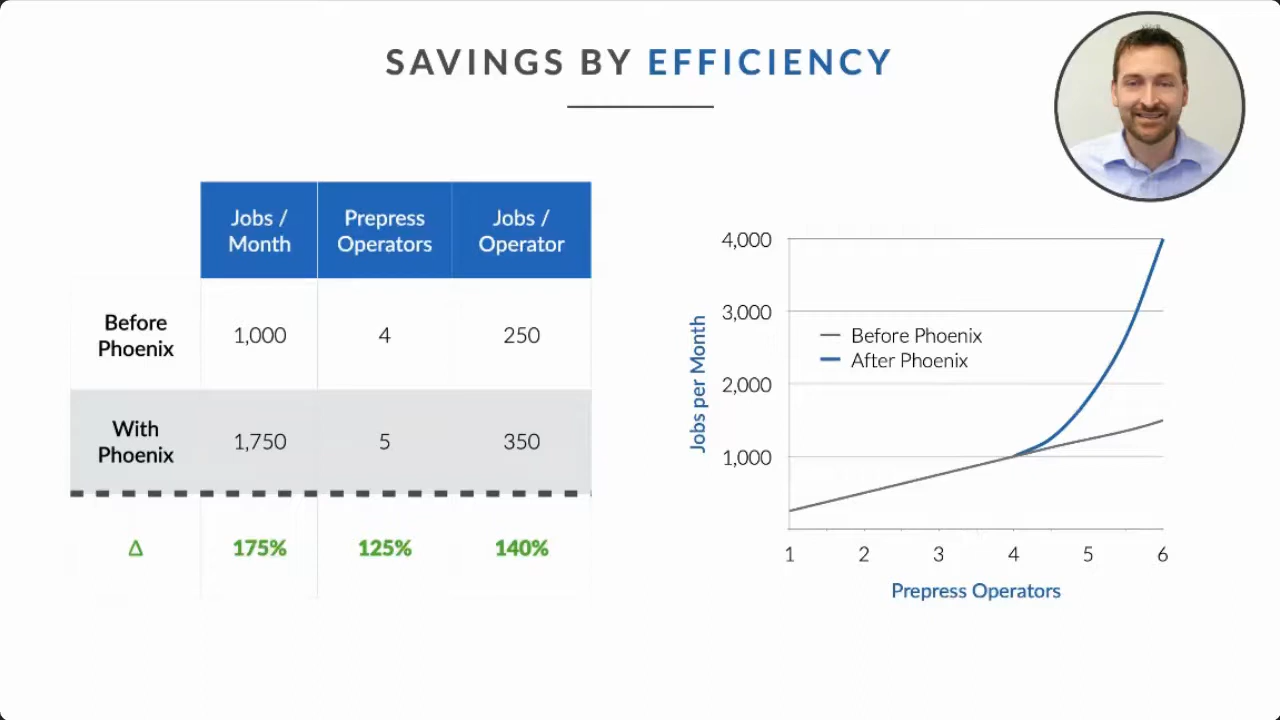 SAVINGS BY EFFICIENCY
Jobs /
Month
Prepress
Operators
Jobs /
Operator
Before
Phoenix
1,000
4
250
With
Phoenix
1,750
5
350
Δ
175%
125%
140%
Jobs per Month
4,000
3,000
2,000
1,000
Before Phoenix
After Phoenix
1 2 3 4 5 6
Prepress Operators